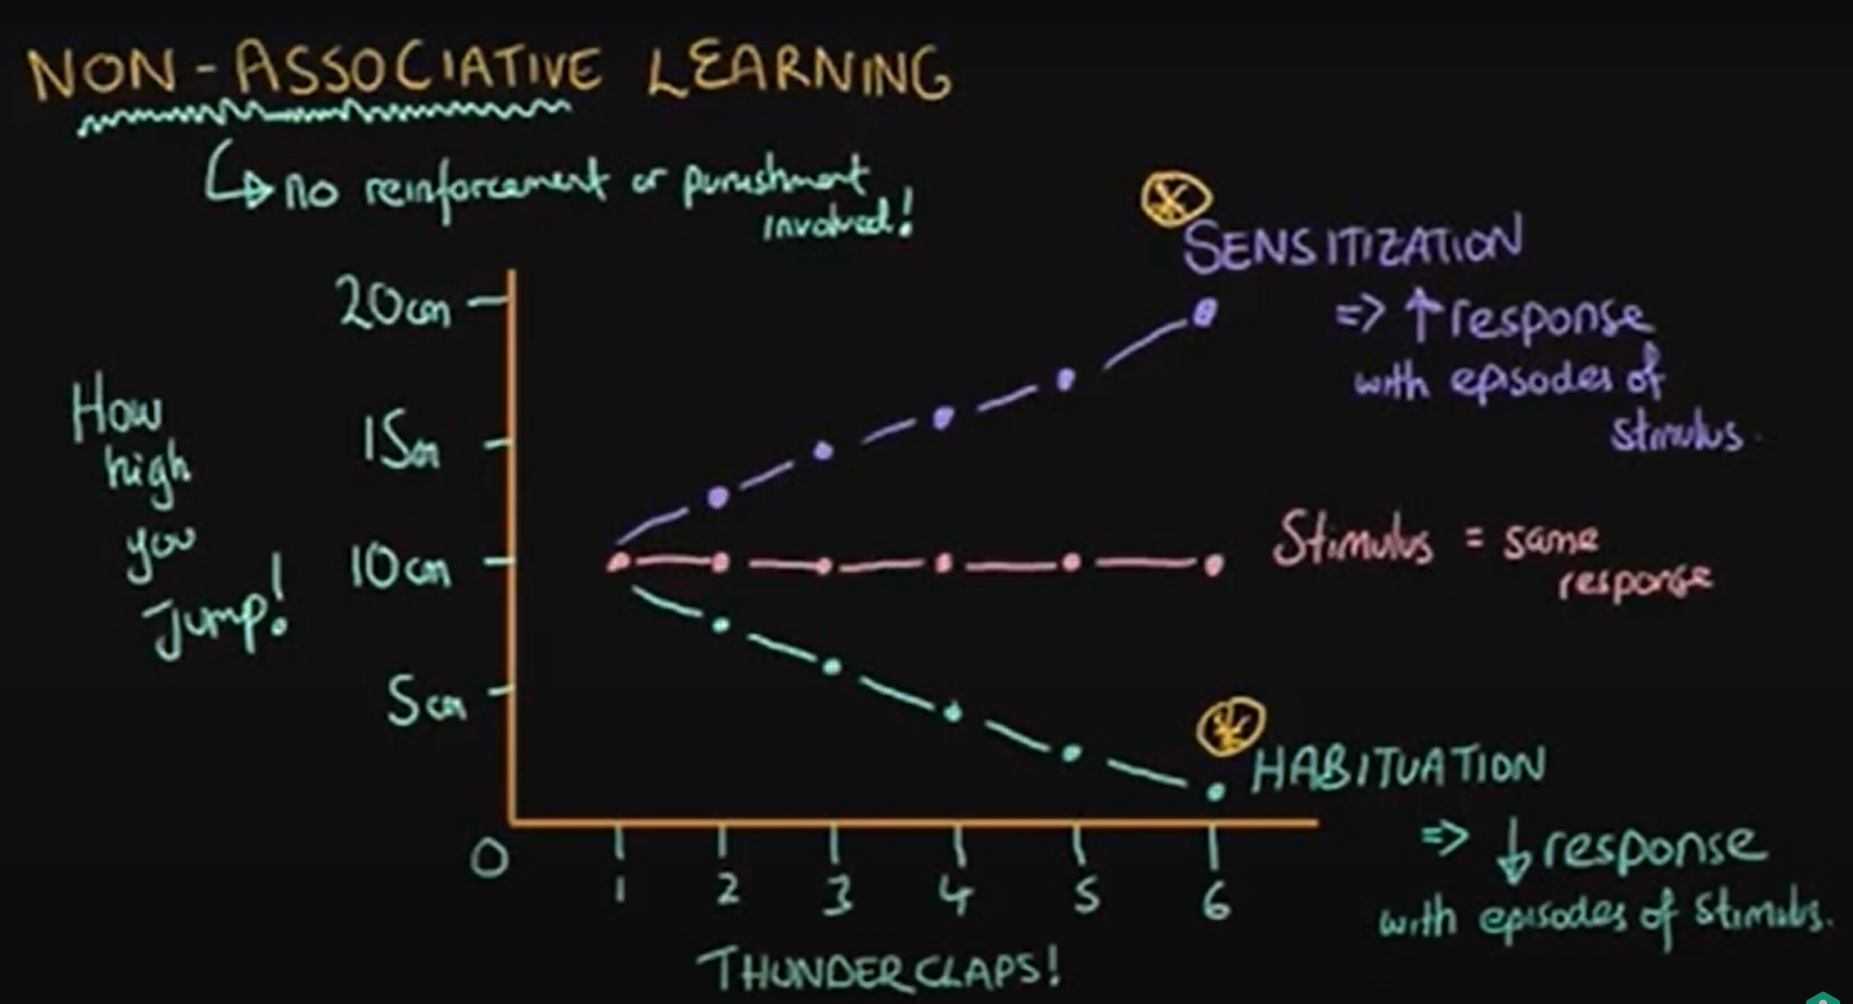 NON-ASSOCIATIVE LEARNING
no reinforcement or punishment
involved!
SENSITIZATION
=> ↑ response
with episodes of
stimulus.
20cm
15cm
10cm
5cm
0
How
high
you
Jump!
Stimulus = same
response
HABITUATION
=> ↓ response
with episodes of stimulus.
1 2 3 4 5 6
THUNDERCLAPS!